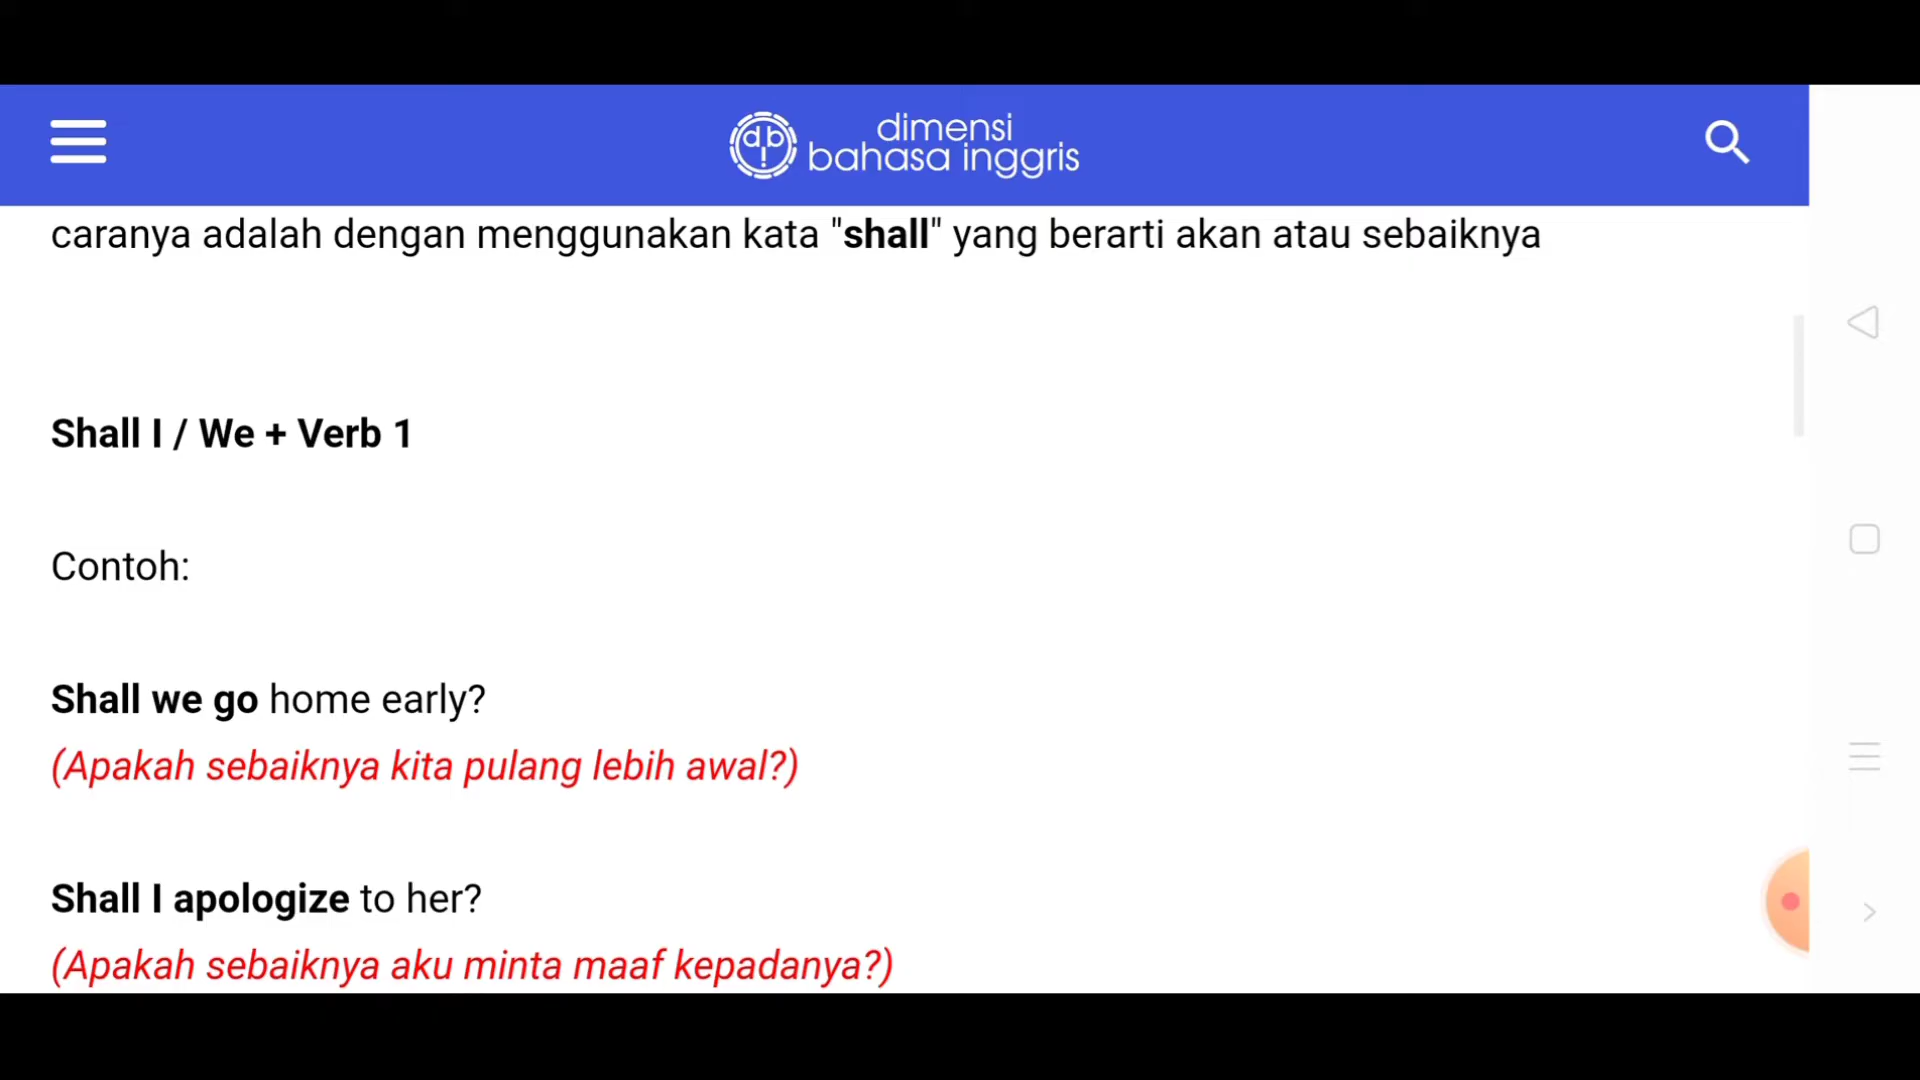 dbi
dimensi
bahasa inggris
caranya adalah dengan menggunakan kata "shall" yang berarti akan atau sebaiknya
Shall I / We + Verb 1
Contoh:
Shall we go home early?
(Apakah sebaiknya kita pulang lebih awal?)
Shall I apologize to her?
(Apakah sebaiknya aku minta maaf kepadanya?)